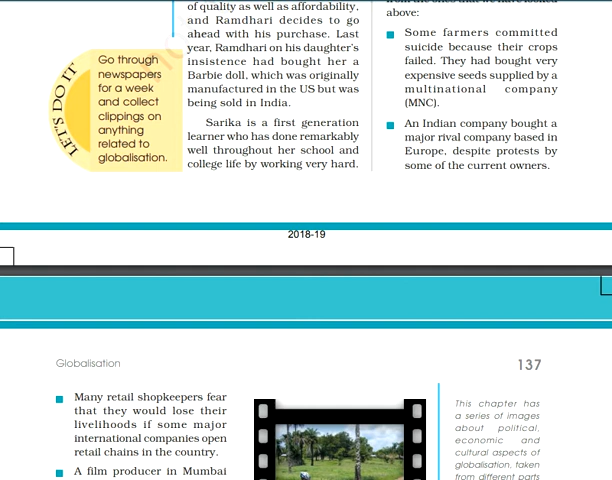 of quality as well as affordability,
and Ramdhari decides to go
ahead with his purchase. Last
year, Ramdhari on his daughter's
insistence had bought her a
Barbie doll, which was originally
manufactured in the US but was
being sold in India.
Sarika is a first generation
learner who has done remarkably
well throughout her school and
college life by working very hard.
LET'S DO IT
Go through
newspapers
for a week
and collect
clippings on
anything
related to
globalisation.
from the ones that we have looked
above:
Some farmers committed
suicide because their crops
failed. They had bought very
expensive seeds supplied by a
multinational company
(MNC).
An Indian company bought a
major rival company based in
Europe, despite protests by
some of the current owners.
2018-19
Globalisation
137
Many retail shopkeepers fear
that they would lose their
livelihoods if some major
international companies open
retail chains in the country.
A film producer in Mumbai
This chapter has
a series of images
about political,
economic and
cultural aspects of
globalisation, taken
from different parts